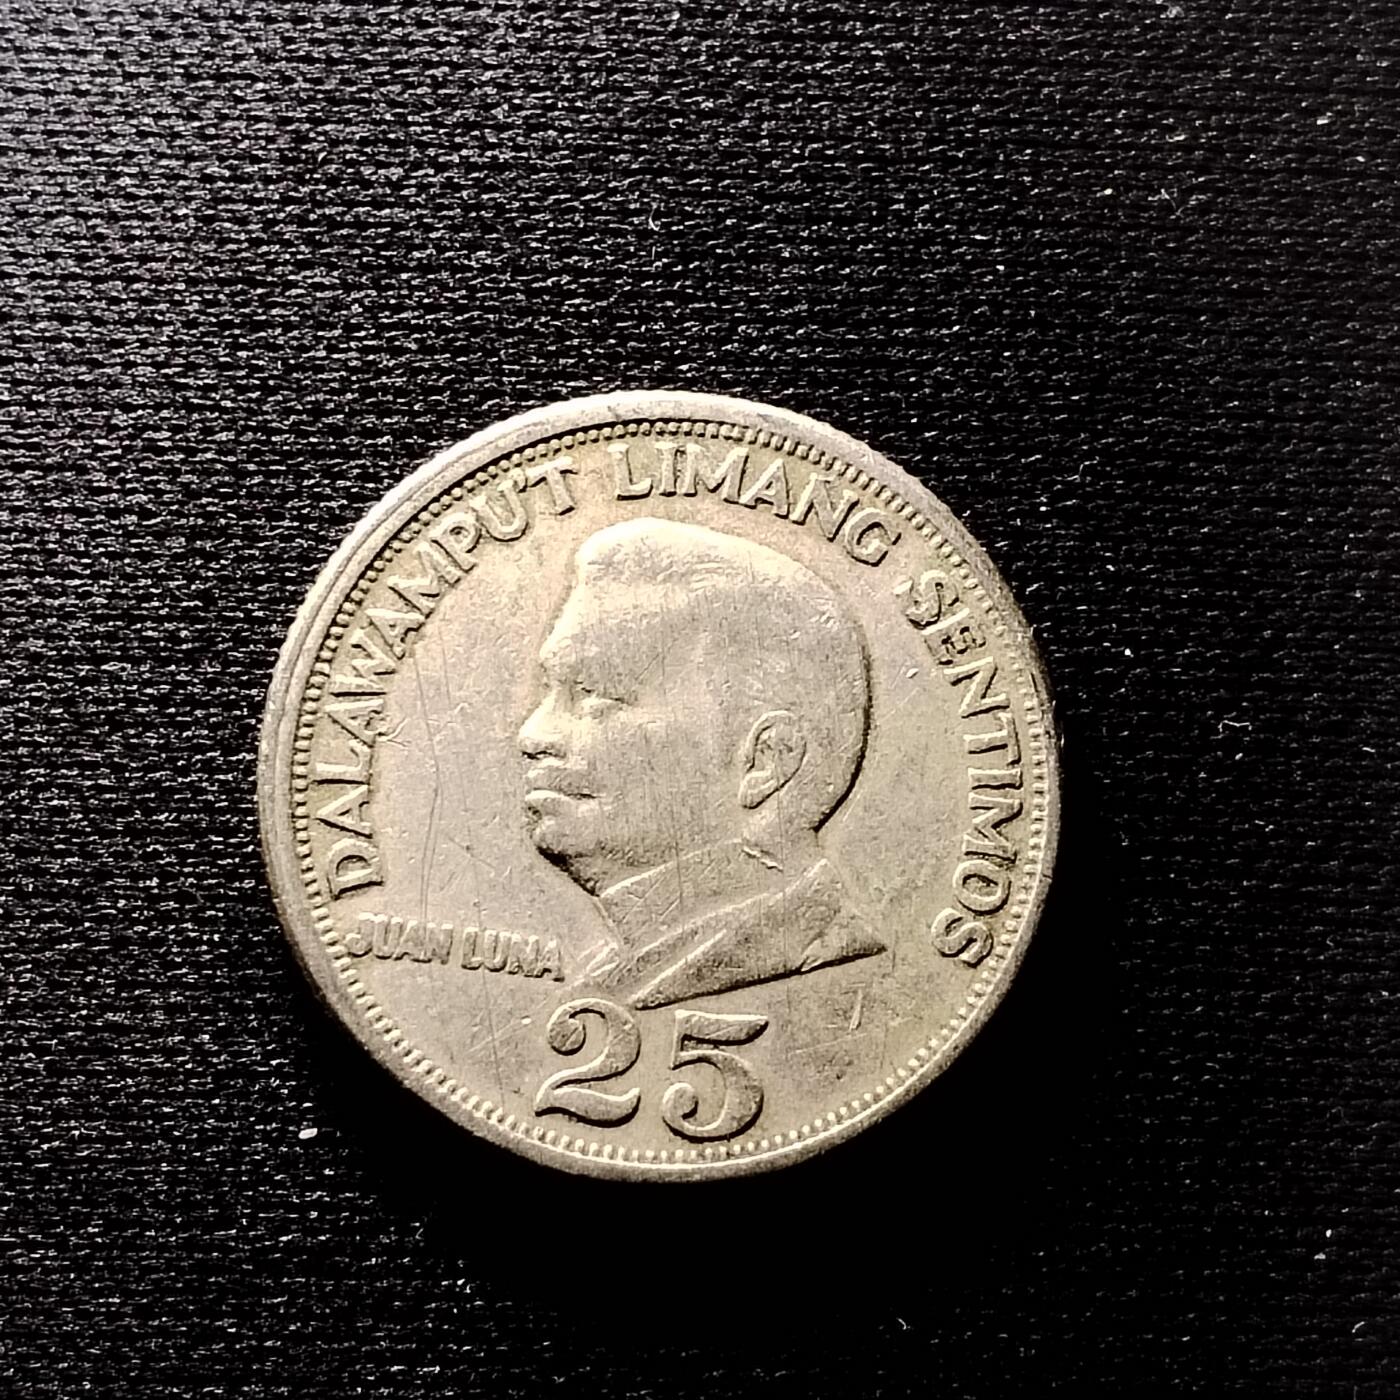 DALAWAMPU'T LIMANG SENTIMOS
JUAN LUNA
25